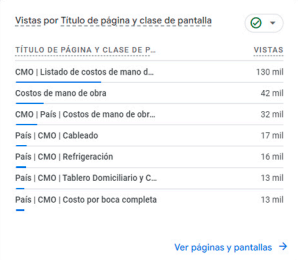 Vistas por Título de página y clase de pantalla
TÍTULO DE PÁGINA Y CLASE DE P... VISTAS
CMO | Listado de costos de mano d... 130 mil
Costos de mano de obra 42 mil
CMO | País | Costos de mano de obr... 32 mil
País | CMO | Cableado 17 mil
País | CMO | Refrigeración 16 mil
País | CMO | Tablero Domiciliario y C... 13 mil
País | CMO | Costo por boca completa 13 mil
Ver páginas y pantallas